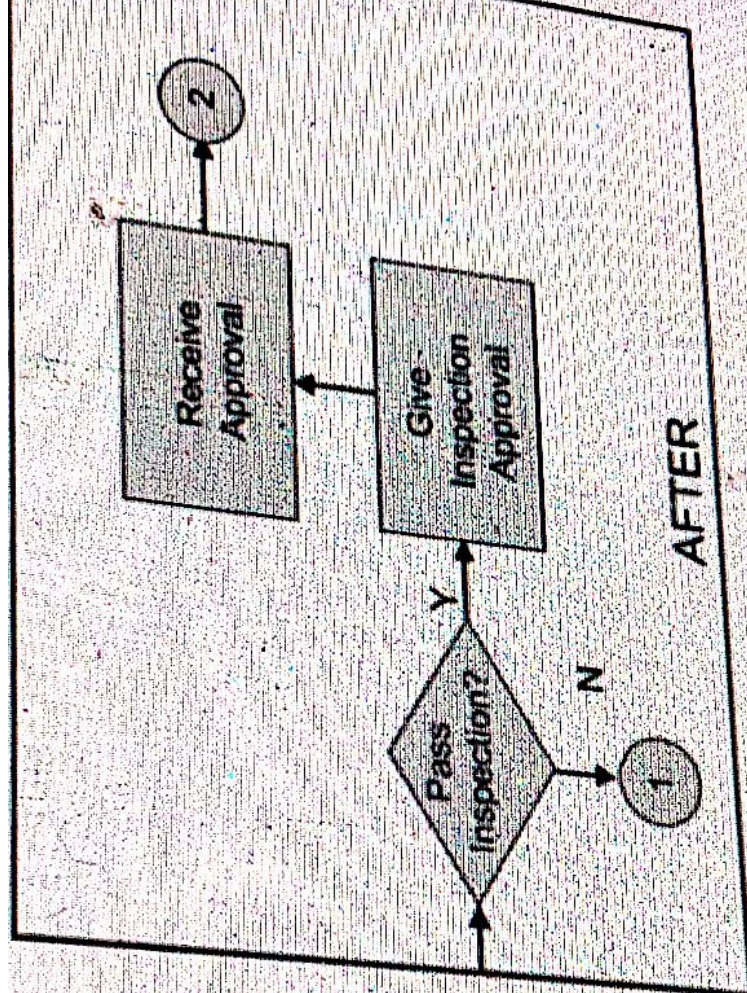 2
Receive
Approval
Give
Inspection
Approval
Y
Pass
Inspection?
N
1
AFTER